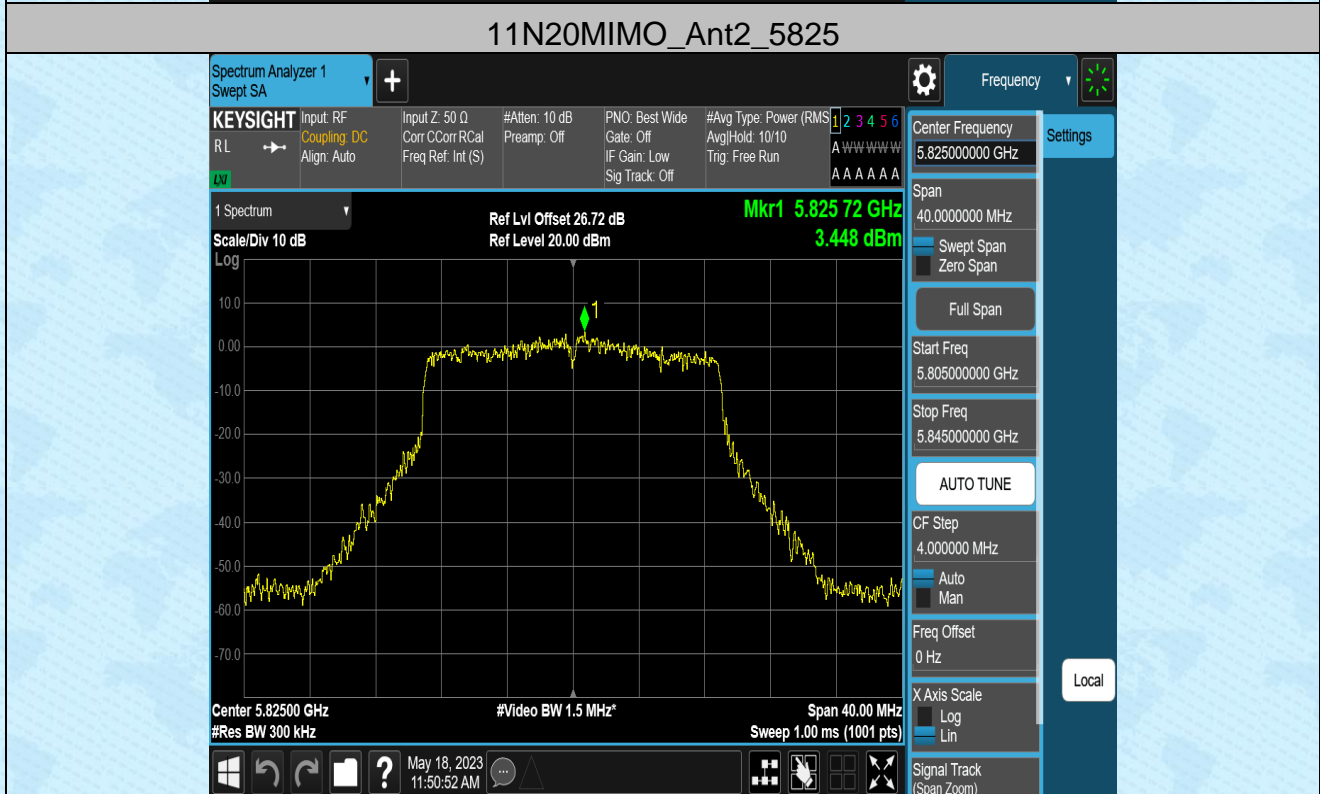 11N20MIMO_Ant2_5825
Spectrum Analyzer 1
Swept SA
Frequency
KEYSIGHT
RL
LXI
Input: RF
Coupling: DC
Align: Auto
Input Z: 50 Ω
Corr CCorr RCal
Freq Ref: Int (S)
#Atten: 10 dB
Preamp: Off
PNO: Best Wide
Gate: Off
IF Gain: Low
Sig Track: Off
#Avg Type: Power (RMS
Avg|Hold: 10/10
Trig: Free Run
1 2 3 4 5 6
A W W W W W
A A A A A A
Center Frequency
5.825000000 GHz
Settings
1 Spectrum
Scale/Div 10 dB
Log
Ref Lvl Offset 26.72 dB
Ref Level 20.00 dBm
Mkr1 5.825 72 GHz
3.448 dBm
Span
40.0000000 MHz
Swept Span
Zero Span
Full Span
Start Freq
5.805000000 GHz
Stop Freq
5.845000000 GHz
AUTO TUNE
CF Step
4.000000 MHz
Auto
Man
Freq Offset
0 Hz
X Axis Scale
Log
Lin
Local
Signal Track
(Span Zoom)
1
10.0
0.00
-10.0
-20.0
-30.0
-40.0
-50.0
-60.0
-70.0
Center 5.82500 GHz
#Video BW 1.5 MHz*
Span 40.00 MHz
#Res BW 300 kHz
Sweep 1.00 ms (1001 pts)
?
May 18, 2023
11:50:52 AM